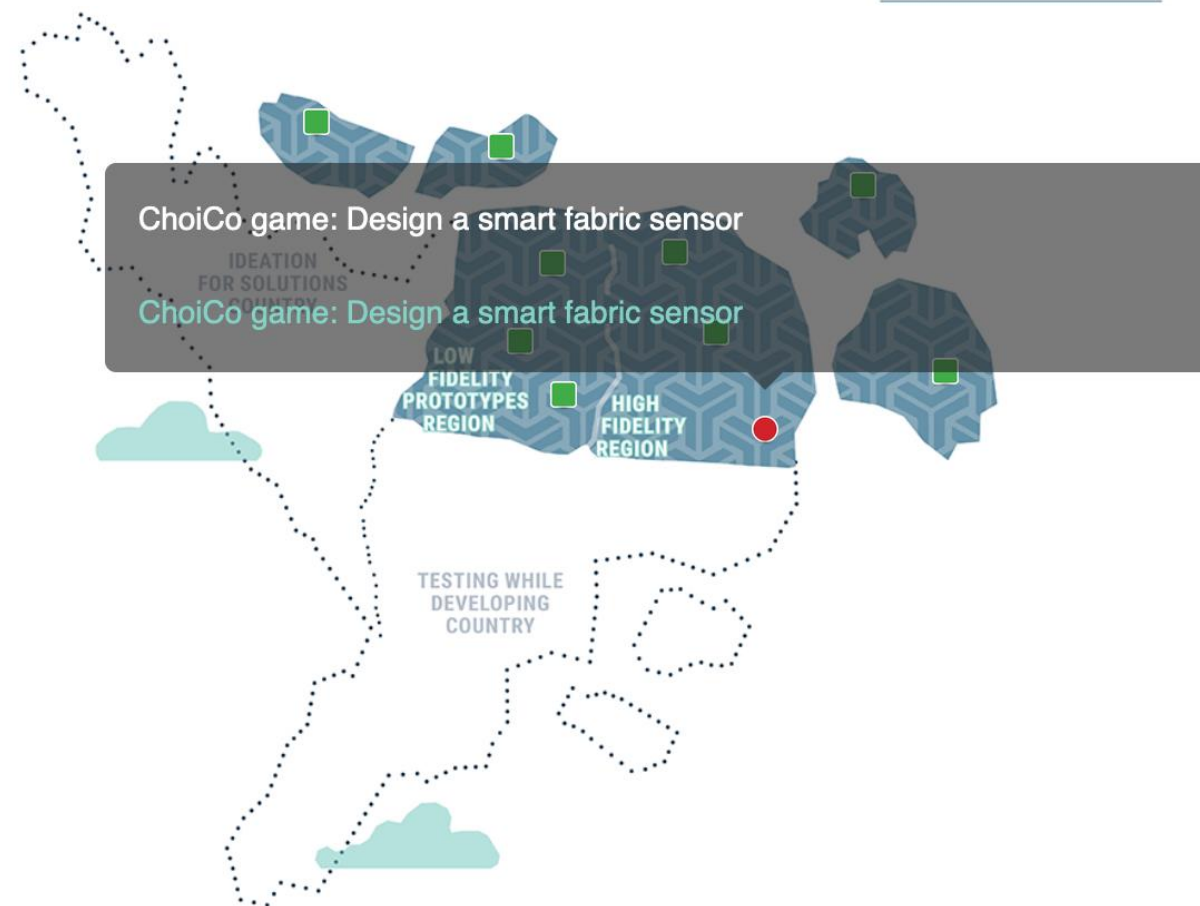 ChoiCo game: Design a smart fabric sensor
IDEATION
FOR SOLUTIONS
COUNTRY
ChoiCo game: Design a smart fabric sensor
LOW
FIDELITY
PROTOTYPES
REGION
HIGH
FIDELITY
REGION
TESTING WHILE
DEVELOPING
COUNTRY